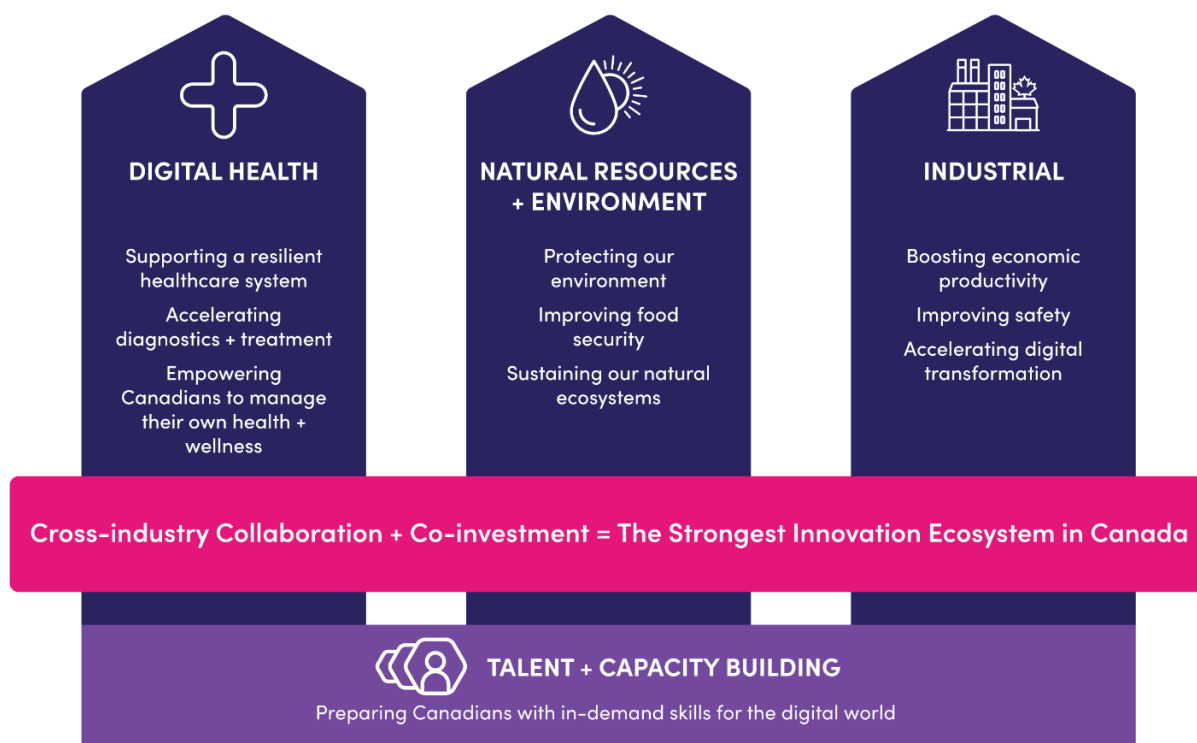 DIGITAL HEALTH
Supporting a resilient
healthcare system
Accelerating
diagnostics + treatment
Empowering
Canadians to manage
their own health +
wellness
NATURAL RESOURCES
+ ENVIRONMENT
Protecting our
environment
Improving food
security
Sustaining our natural
ecosystems
INDUSTRIAL
Boosting economic
productivity
Improving safety
Accelerating digital
transformation
Cross-industry Collaboration + Co-investment = The Strongest Innovation Ecosystem in Canada
TALENT + CAPACITY BUILDING
Preparing Canadians with in-demand skills for the digital world